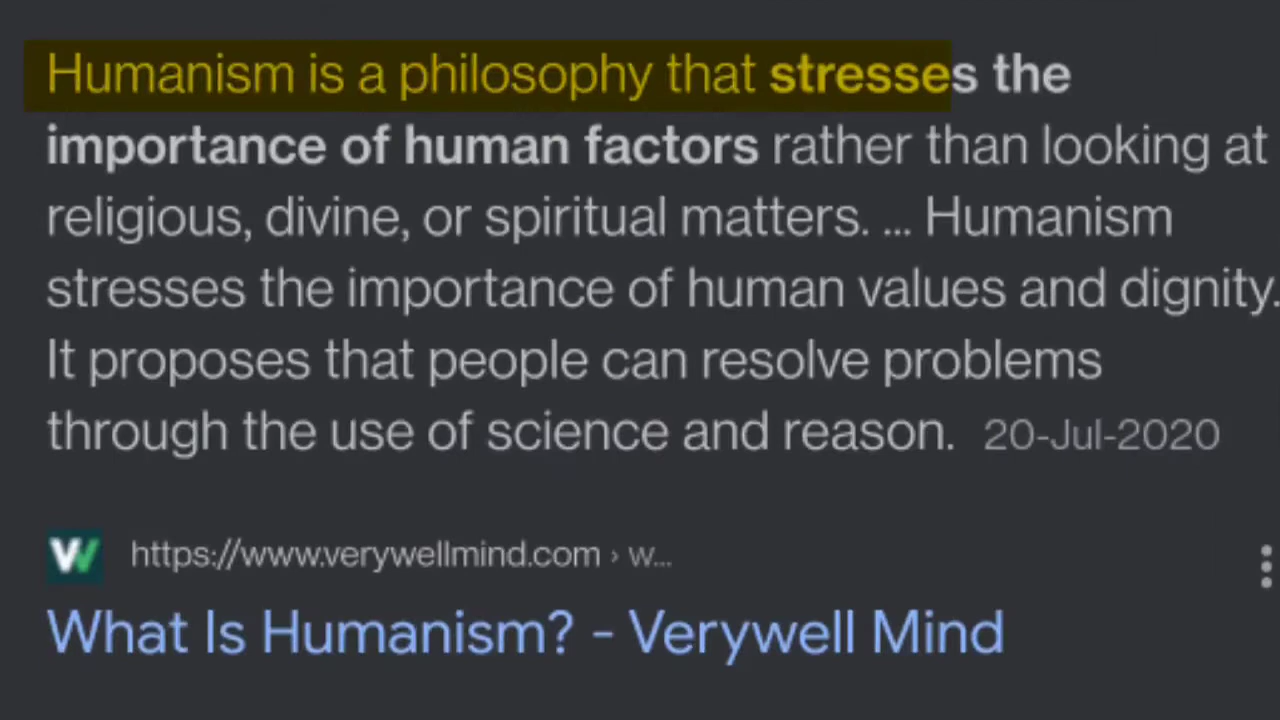 Humanism is a philosophy that stresses the
importance of human factors rather than looking at
religious, divine, or spiritual matters. ... Humanism
stresses the importance of human values and dignity.
It proposes that people can resolve problems
through the use of science and reason. 20-Jul-2020
https://www.verywellmind.com › w...
What Is Humanism? - Verywell Mind